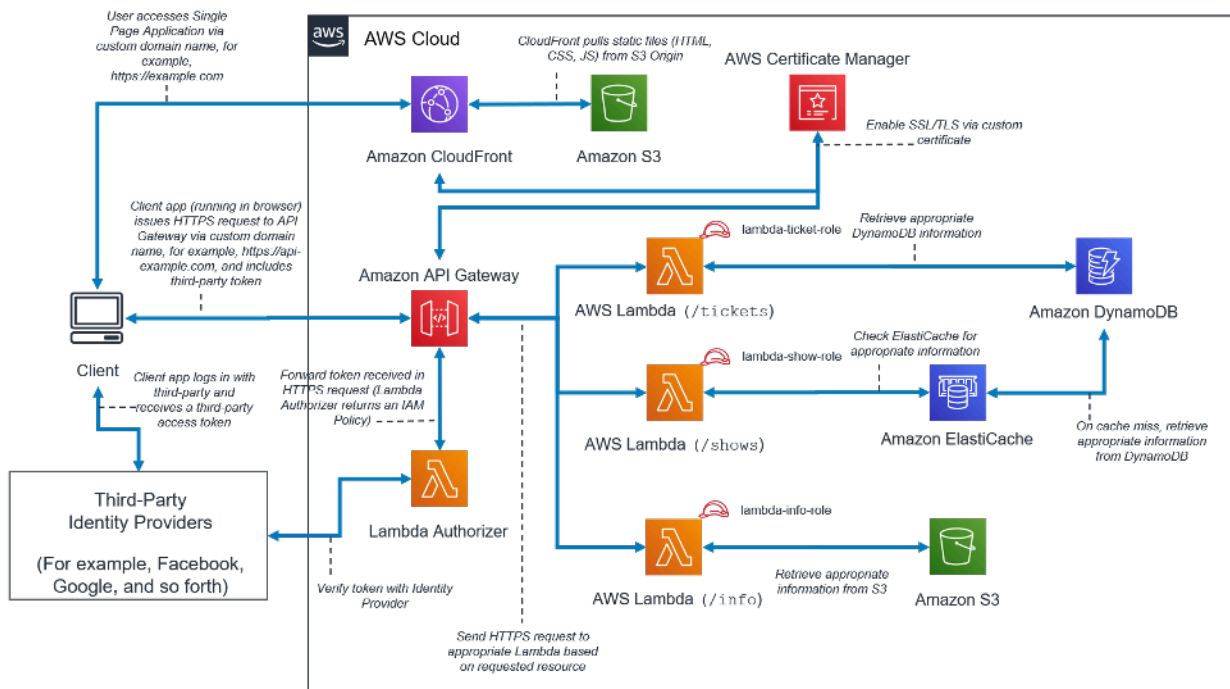 User accesses Single
Page Application via
custom domain name, for
example,
https://example.com
aws
AWS Cloud
CloudFront pulls static files (HTML,
CSS, JS) from S3 Origin
AWS Certificate Manager
Enable SSL/TLS via custom
certificate
Amazon CloudFront
Amazon S3
Client app (running in browser)
issues HTTPS request to API
Gateway via custom domain
name, for example, https://api-
example.com, and includes
third-party token
Amazon API Gateway
lambda-ticket-role
Retrieve appropriate
DynamoDB information
AWS Lambda (/tickets)
Amazon DynamoDB
Client
Client app logs in with
third-party and
receives a third-party
access token
Forward token received in
HTTPS request (Lambda
Authorizer returns an IAM
Policy)
lambda-show-role
Check ElastiCache for
appropriate information
AWS Lambda (/shows)
Amazon ElastiCache
On cache miss, retrieve
appropriate information
from DynamoDB
Third-Party
Identity Providers
(For example, Facebook,
Google, and so forth)
Lambda Authorizer
Verify token with Identity
Provider
lambda-info-role
AWS Lambda (/info)
Retrieve appropriate
information from S3
Amazon S3
Send HTTPS request to
appropriate Lambda based
on requested resource